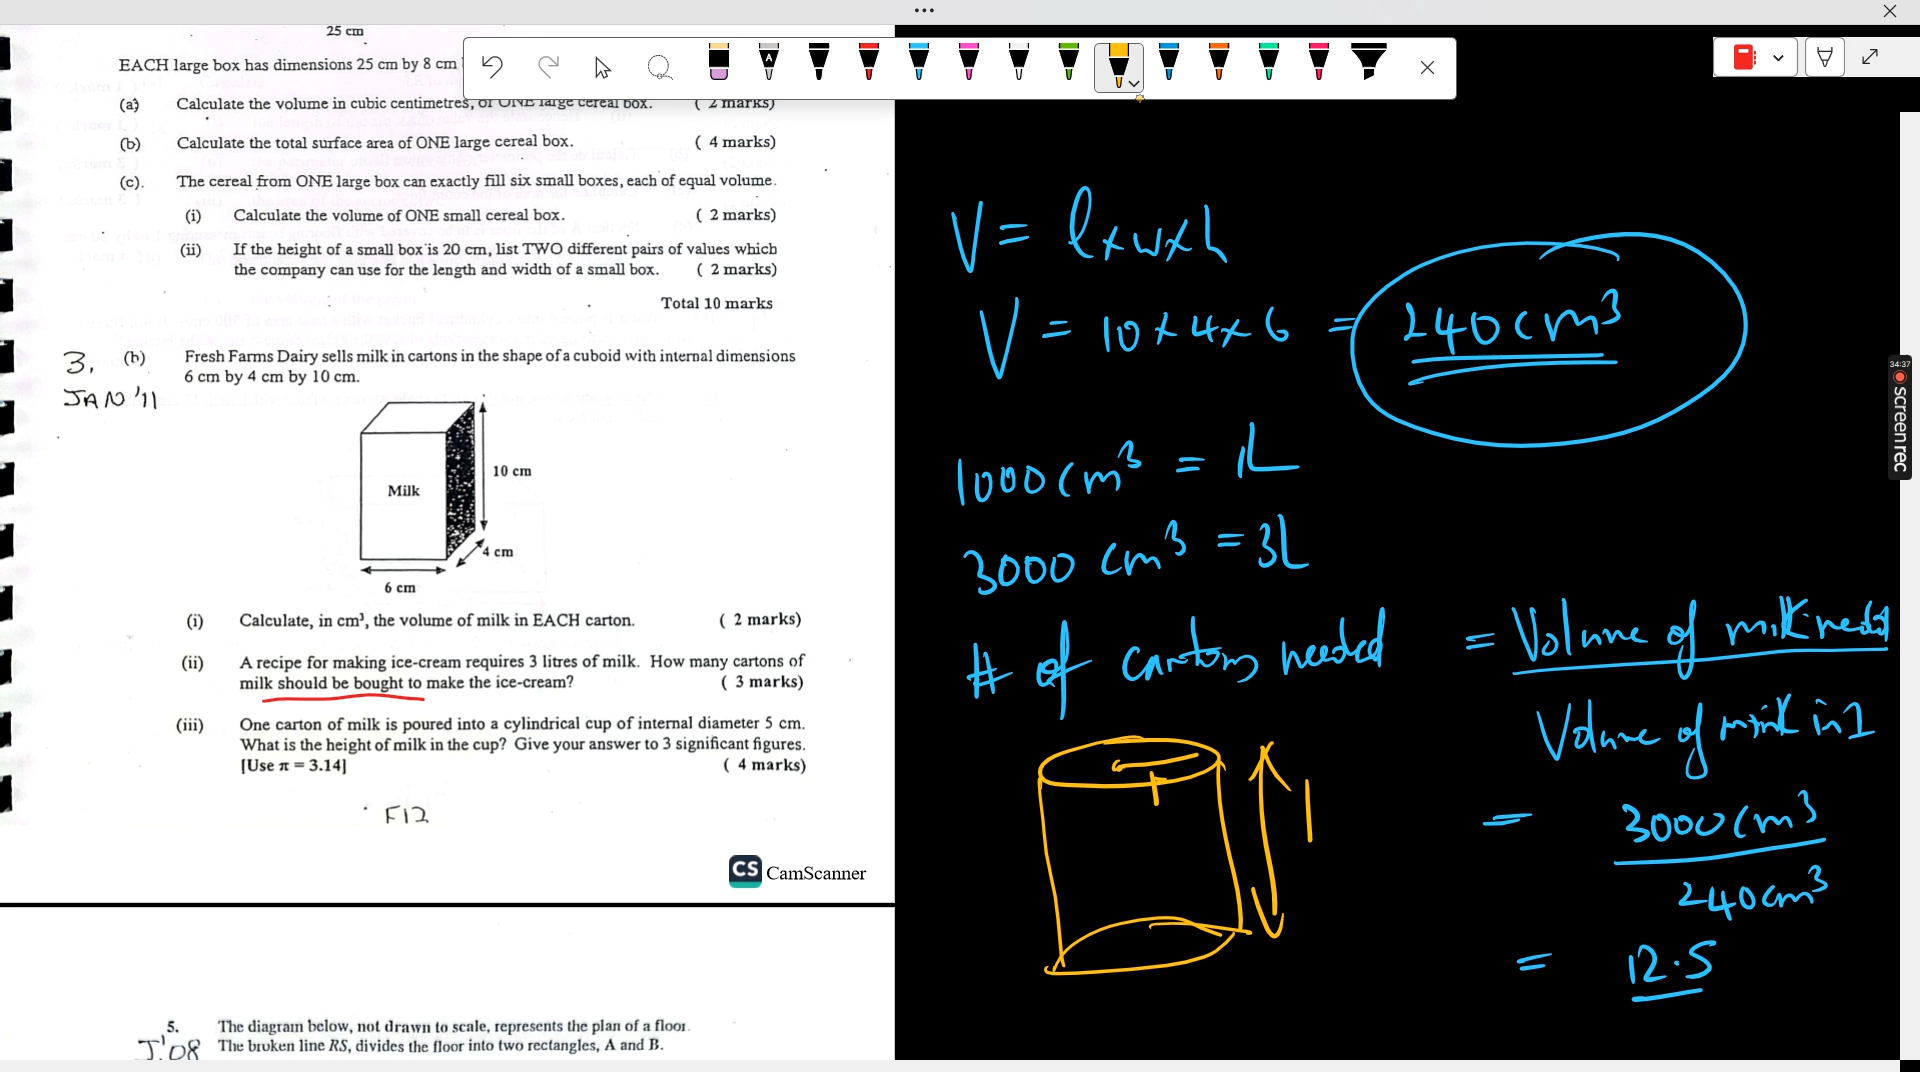 25 cm
EACH large box has dimensions 25 cm by 8 cm
(a) Calculate the volume in cubic centimetres, of ONE large cereal box. ( 2 marks)
(b) Calculate the total surface area of ONE large cereal box. ( 4 marks)
(c). The cereal from ONE large box can exactly fill six small boxes, each of equal volume.
(i) Calculate the volume of ONE small cereal box. ( 2 marks)
(ii) If the height of a small box is 20 cm, list TWO different pairs of values which
the company can use for the length and width of a small box. ( 2 marks)
Total 10 marks
3. (b) Fresh Farms Dairy sells milk in cartons in the shape of a cuboid with internal dimensions
6 cm by 4 cm by 10 cm.
JAN '11
10 cm
Milk
4 cm
6 cm
(i) Calculate, in cm³, the volume of milk in EACH carton. ( 2 marks)
(ii) A recipe for making ice-cream requires 3 litres of milk. How many cartons of
milk should be bought to make the ice-cream? ( 3 marks)
(iii) One carton of milk is poured into a cylindrical cup of internal diameter 5 cm.
What is the height of milk in the cup? Give your answer to 3 significant figures.
[Use π = 3.14] ( 4 marks)
F12
CS CamScanner
5. The diagram below, not drawn to scale, represents the plan of a floor.
J'08 The broken line RS, divides the floor into two rectangles, A and B.
V = l x w x h
V = 10 x 4 x 6 = 240 cm³
1000 cm³ = 1L
3000 cm³ = 3L
# of cartons needed = Volume of milk needed
Volume of milk in 1
= 3000 cm³
240 cm³
= 12.5
r
34:37
screenrec